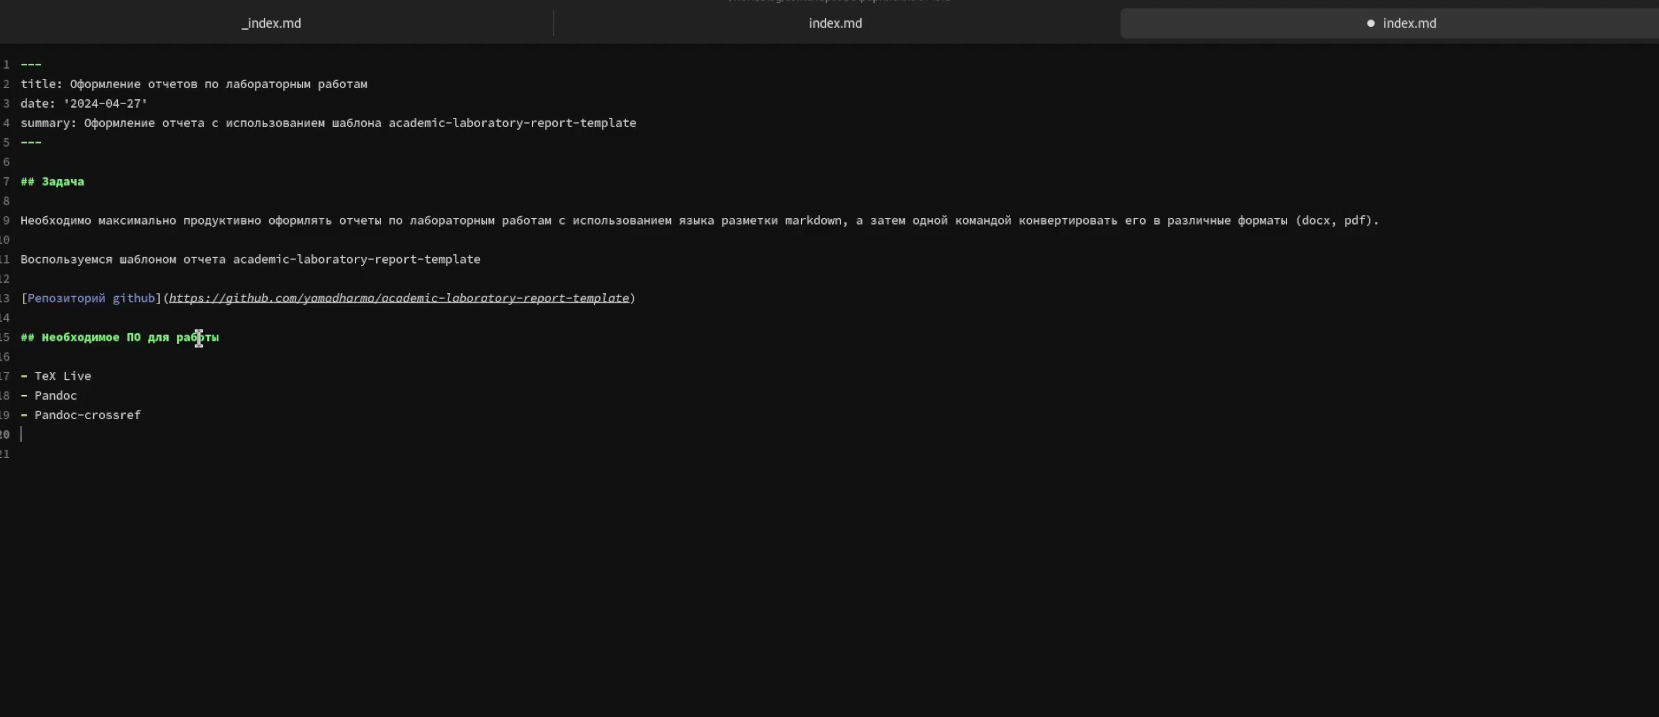 _index.md
index.md
● index.md
1 ---
2 title: Оформление отчетов по лабораторным работам
3 date: '2024-04-27'
4 summary: Оформление отчета с использованием шаблона academic-laboratory-report-template
5 ---
6
7 ## Задача
8
9 Необходимо максимально продуктивно оформлять отчеты по лабораторным работам с использованием языка разметки markdown, а затем одной командой конвертировать его в различные форматы (docx, pdf).
10
11 Воспользуемся шаблоном отчета academic-laboratory-report-template
12
13 [Репозиторий github](https://github.com/yamadharma/academic-laboratory-report-template)
14
15 ## Необходимое ПО для работы
16
17 - TeX Live
18 - Pandoc
19 - Pandoc-crossref
20
21